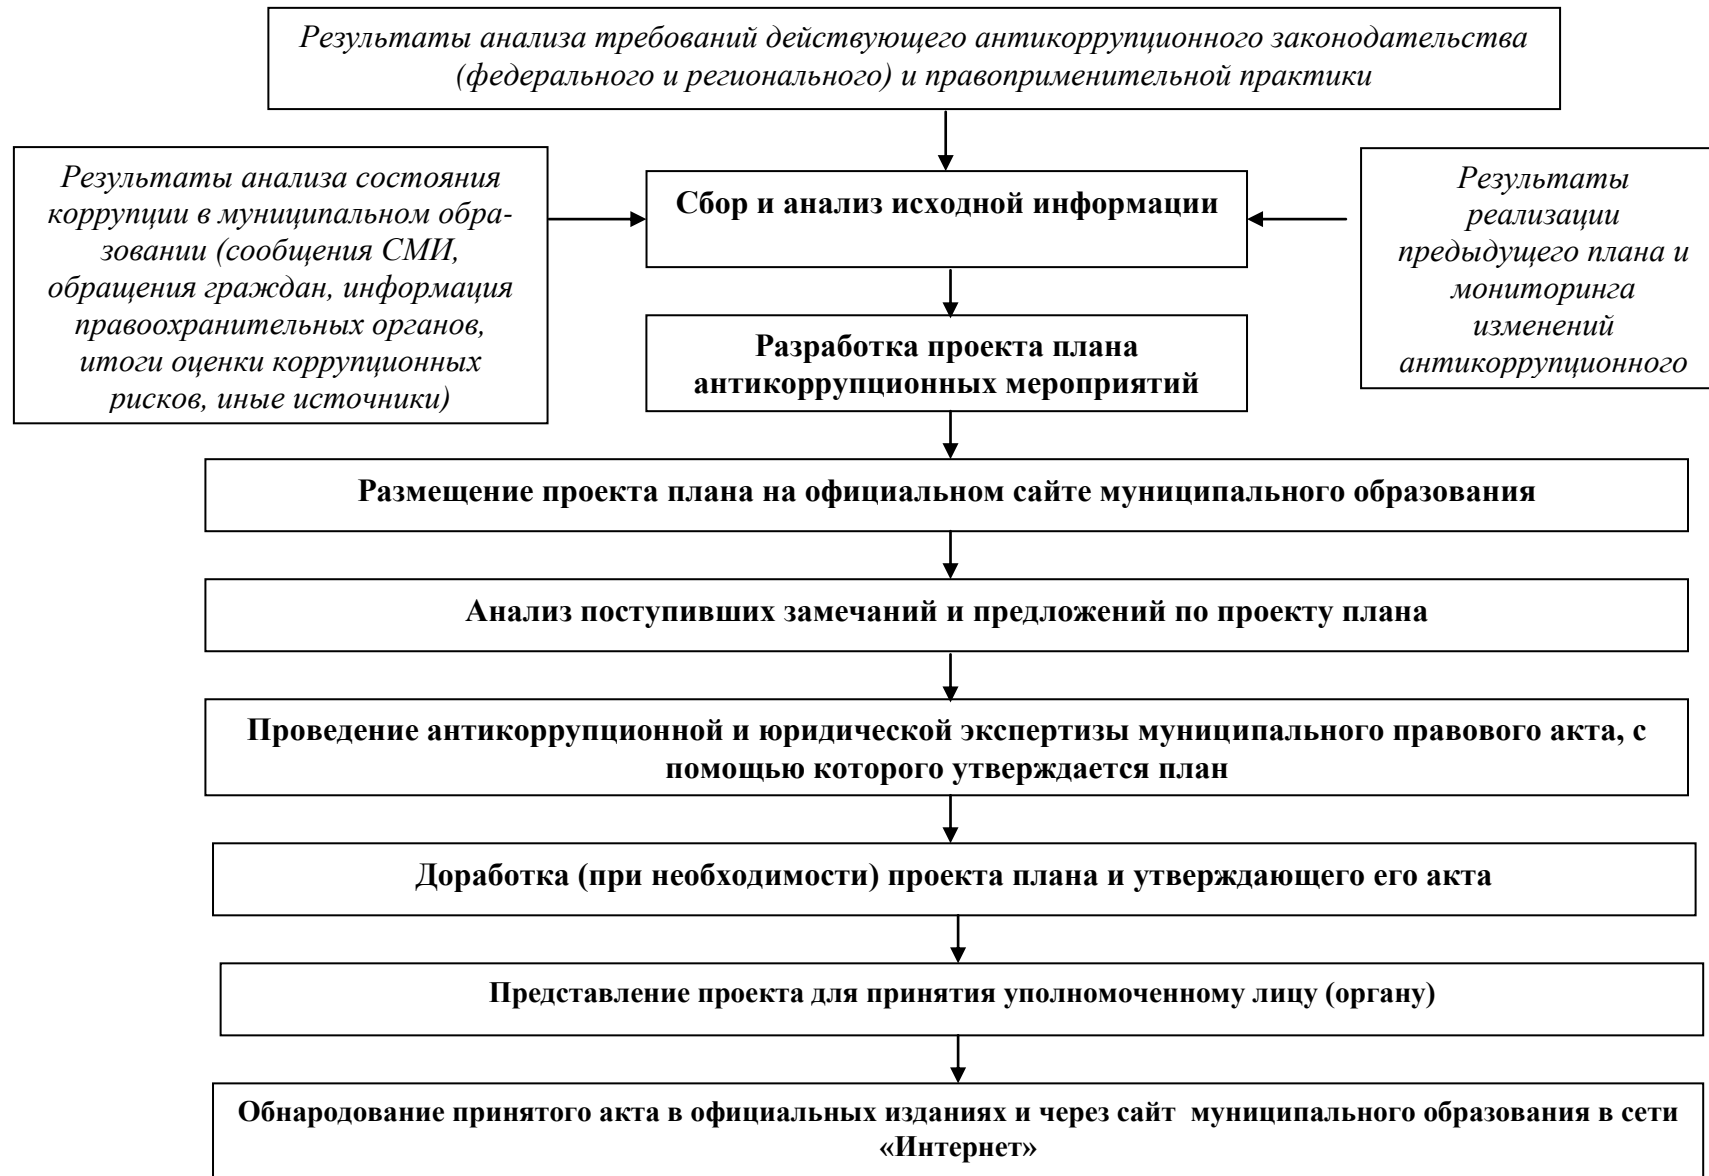 Результаты анализа требований действующего антикоррупционного законодательства
(федерального и регионального) и правоприменительной практики
Результаты анализа состояния
коррупции в муниципальном обра-
зовании (сообщения СМИ,
обращения граждан, информация
правоохранительных органов,
итоги оценки коррупционных
рисков, иные источники)
Сбор и анализ исходной информации
Результаты
реализации
предыдущего плана и
мониторинга
изменений
антикоррупционного
Разработка проекта плана
антикоррупционных мероприятий
Размещение проекта плана на официальном сайте муниципального образования
Анализ поступивших замечаний и предложений по проекту плана
Проведение антикоррупционной и юридической экспертизы муниципального правового акта, с
помощью которого утверждается план
Доработка (при необходимости) проекта плана и утверждающего его акта
Представление проекта для принятия уполномоченному лицу (органу)
Обнародование принятого акта в официальных изданиях и через сайт муниципального образования в сети
«Интернет»